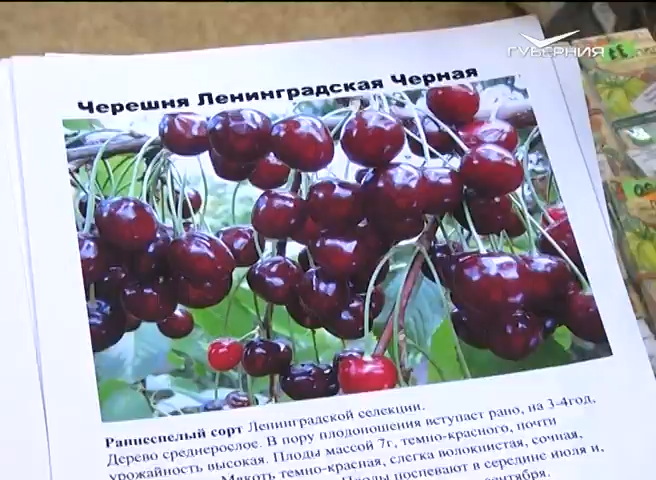 ГУБЕРНИЯ
Черешня Ленинградская Черная
Раннеспелый сорт Ленинградской селекции.
Дерево среднерослое. В пору плодоношения вступает рано, на 3-4год,
урожайность высокая. Плоды массой 7г, темно-красного, почти
Мякоть темно-красная, слегка волокнистая, сочная,
Плоды поспевают в середине июля и,
сентября.